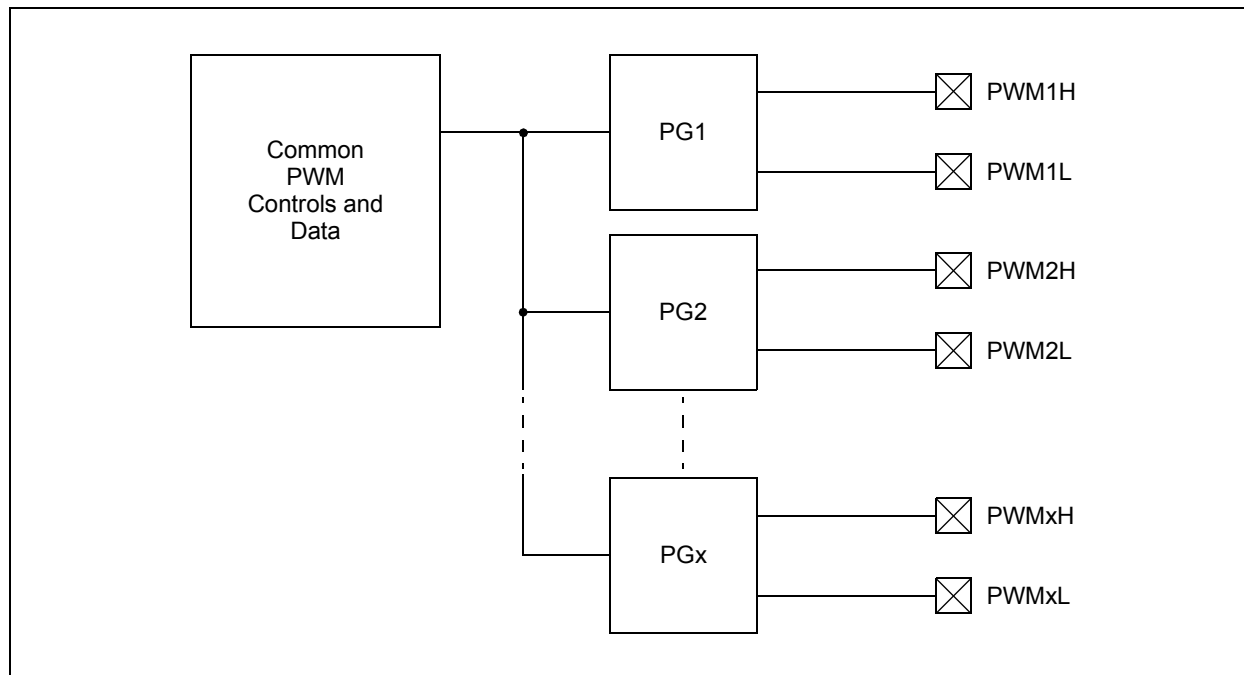 Common
PWM
Controls and
Data
PG1
PWM1H
PWM1L
PG2
PWM2H
PWM2L
PGx
PWMxH
PWMxL